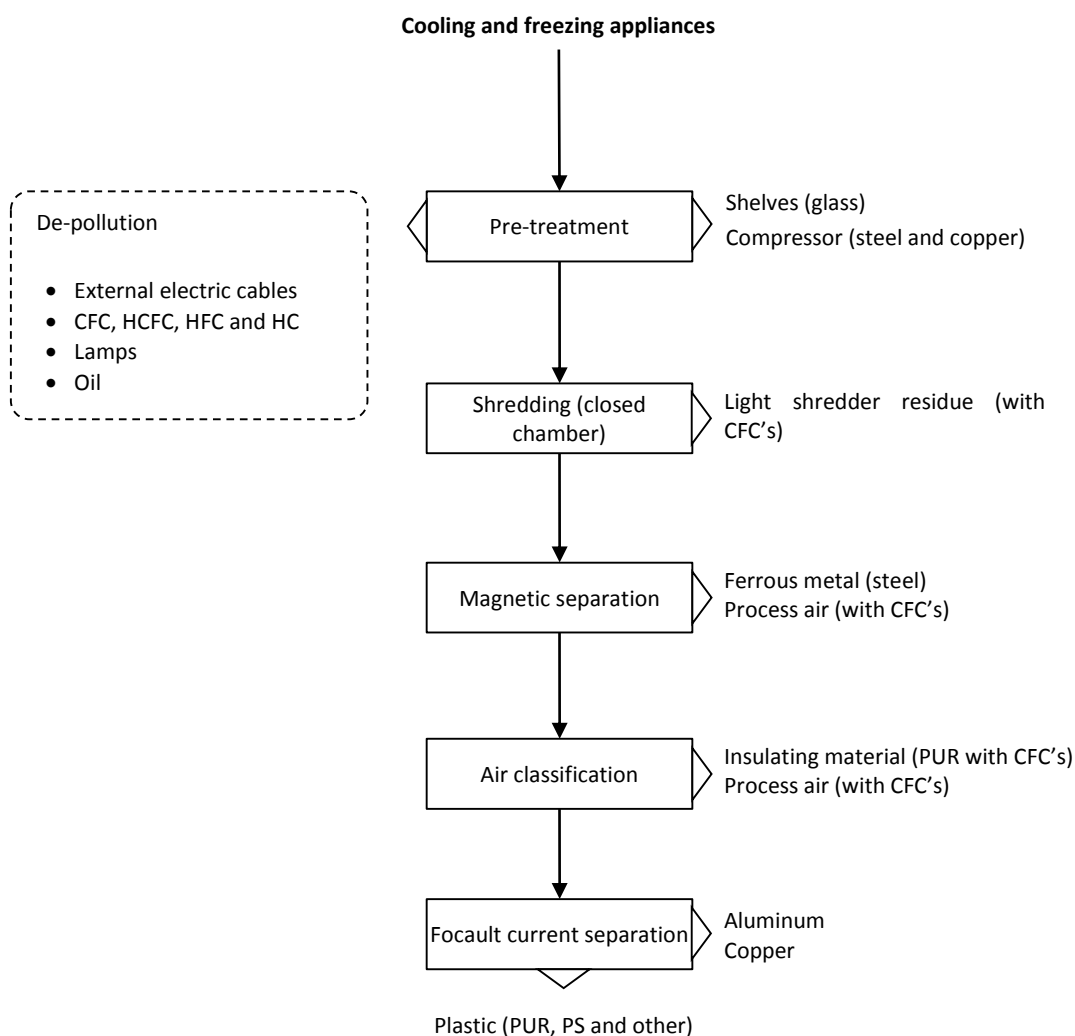 Cooling and freezing appliances
De-pollution
• External electric cables
• CFC, HCFC, HFC and HC
• Lamps
• Oil
Pre-treatment
Shelves (glass)
Compressor (steel and copper)
Shredding (closed
chamber)
Light shredder residue (with
CFC’s)
Magnetic separation
Ferrous metal (steel)
Process air (with CFC’s)
Air classification
Insulating material (PUR with CFC’s)
Process air (with CFC’s)
Focault current separation
Aluminum
Copper
Plastic (PUR, PS and other)